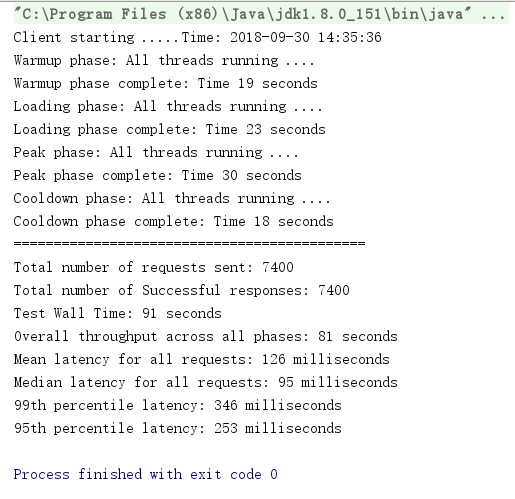 "C:\Program Files (x86)\Java\jdk1.8.0_151\bin\java" ...
Client starting .....Time: 2018-09-30 14:35:36
Warmup phase: All threads running ....
Warmup phase complete: Time 19 seconds
Loading phase: All threads running ....
Loading phase complete: Time 23 seconds
Peak phase: All threads running ....
Peak phase complete: Time 30 seconds
Cooldown phase: All threads running ....
Cooldown phase complete: Time 18 seconds
============================================
Total number of requests sent: 7400
Total number of Successful responses: 7400
Test Wall Time: 91 seconds
Overall throughput across all phases: 81 seconds
Mean latency for all requests: 126 milliseconds
Median latency for all requests: 95 milliseconds
99th percentile latency: 346 milliseconds
95th percentile latency: 253 milliseconds
Process finished with exit code 0